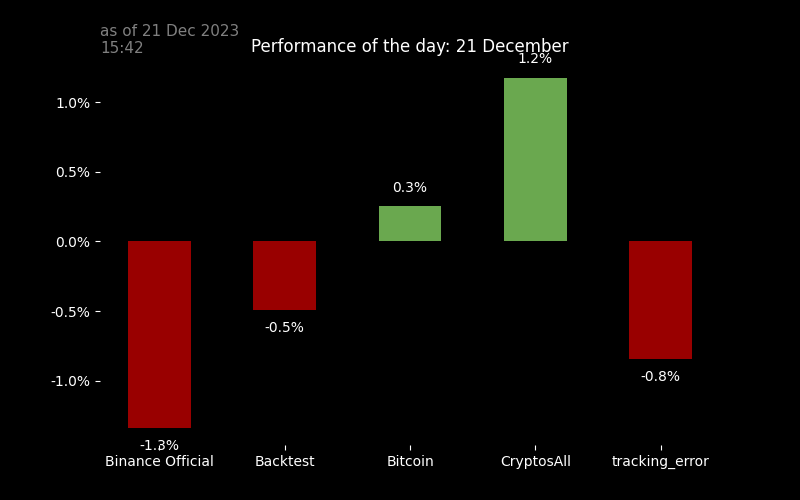 as of 21 Dec 2023
15:42
Performance of the day: 21 December
1.2%
1.0%
0.5%
0.3%
0.0%
-0.5%
-0.5%
-0.8%
-1.0%
-1.3%
Binance Official
Backtest
Bitcoin
CryptosAll
tracking_error